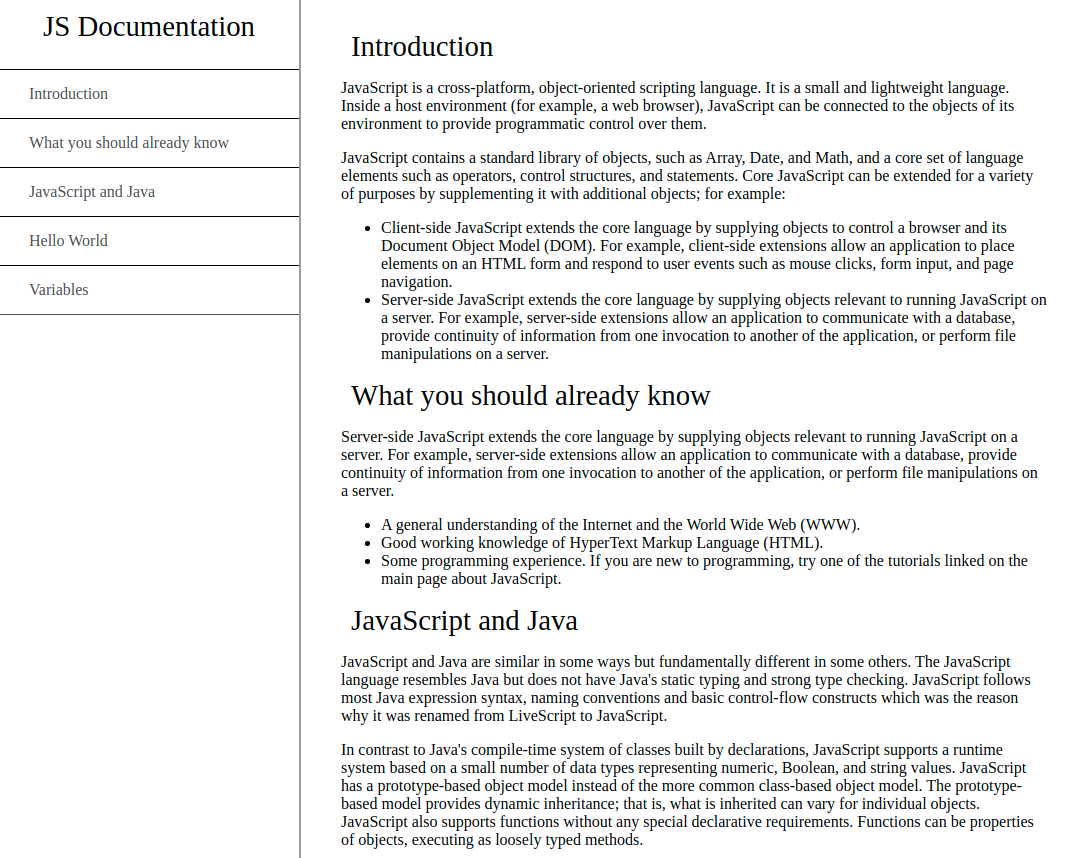 JS Documentation
Introduction
What you should already know
JavaScript and Java
Hello World
Variables
Introduction
JavaScript is a cross-platform, object-oriented scripting language. It is a small and lightweight language.
Inside a host environment (for example, a web browser), JavaScript can be connected to the objects of its
environment to provide programmatic control over them.
JavaScript contains a standard library of objects, such as Array, Date, and Math, and a core set of language
elements such as operators, control structures, and statements. Core JavaScript can be extended for a variety
of purposes by supplementing it with additional objects; for example:
• Client-side JavaScript extends the core language by supplying objects to control a browser and its
Document Object Model (DOM). For example, client-side extensions allow an application to place
elements on an HTML form and respond to user events such as mouse clicks, form input, and page
navigation.
• Server-side JavaScript extends the core language by supplying objects relevant to running JavaScript on
a server. For example, server-side extensions allow an application to communicate with a database,
provide continuity of information from one invocation to another of the application, or perform file
manipulations on a server.
What you should already know
Server-side JavaScript extends the core language by supplying objects relevant to running JavaScript on a
server. For example, server-side extensions allow an application to communicate with a database, provide
continuity of information from one invocation to another of the application, or perform file manipulations on
a server.
• A general understanding of the Internet and the World Wide Web (WWW).
• Good working knowledge of HyperText Markup Language (HTML).
• Some programming experience. If you are new to programming, try one of the tutorials linked on the
main page about JavaScript.
JavaScript and Java
JavaScript and Java are similar in some ways but fundamentally different in some others. The JavaScript
language resembles Java but does not have Java's static typing and strong type checking. JavaScript follows
most Java expression syntax, naming conventions and basic control-flow constructs which was the reason
why it was renamed from LiveScript to JavaScript.
In contrast to Java's compile-time system of classes built by declarations, JavaScript supports a runtime
system based on a small number of data types representing numeric, Boolean, and string values. JavaScript
has a prototype-based object model instead of the more common class-based object model. The prototype-
based model provides dynamic inheritance; that is, what is inherited can vary for individual objects.
JavaScript also supports functions without any special declarative requirements. Functions can be properties
of objects, executing as loosely typed methods.